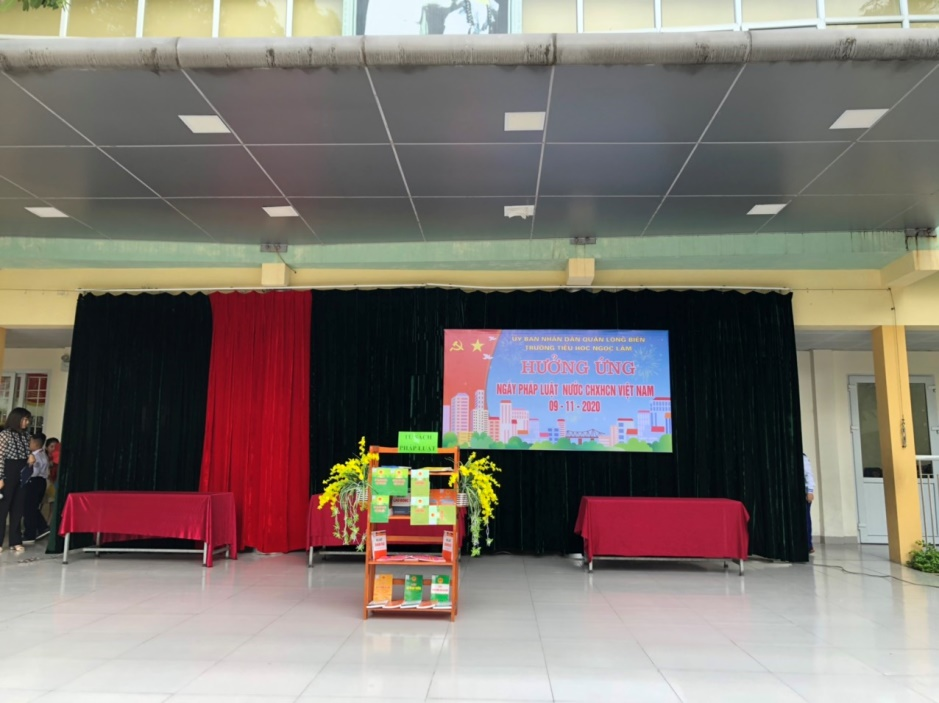 ỦY BAN NHÂN DÂN QUẬN LONG BIÊN
TRƯỜNG TIỂU HỌC NGỌC LÂM
HƯỞNG ỨNG
NGÀY PHÁP LUẬT NƯỚC CHXHCN VIỆT NAM
09 - 11 - 2020
TỦ SÁCH
PHÁP LUẬT